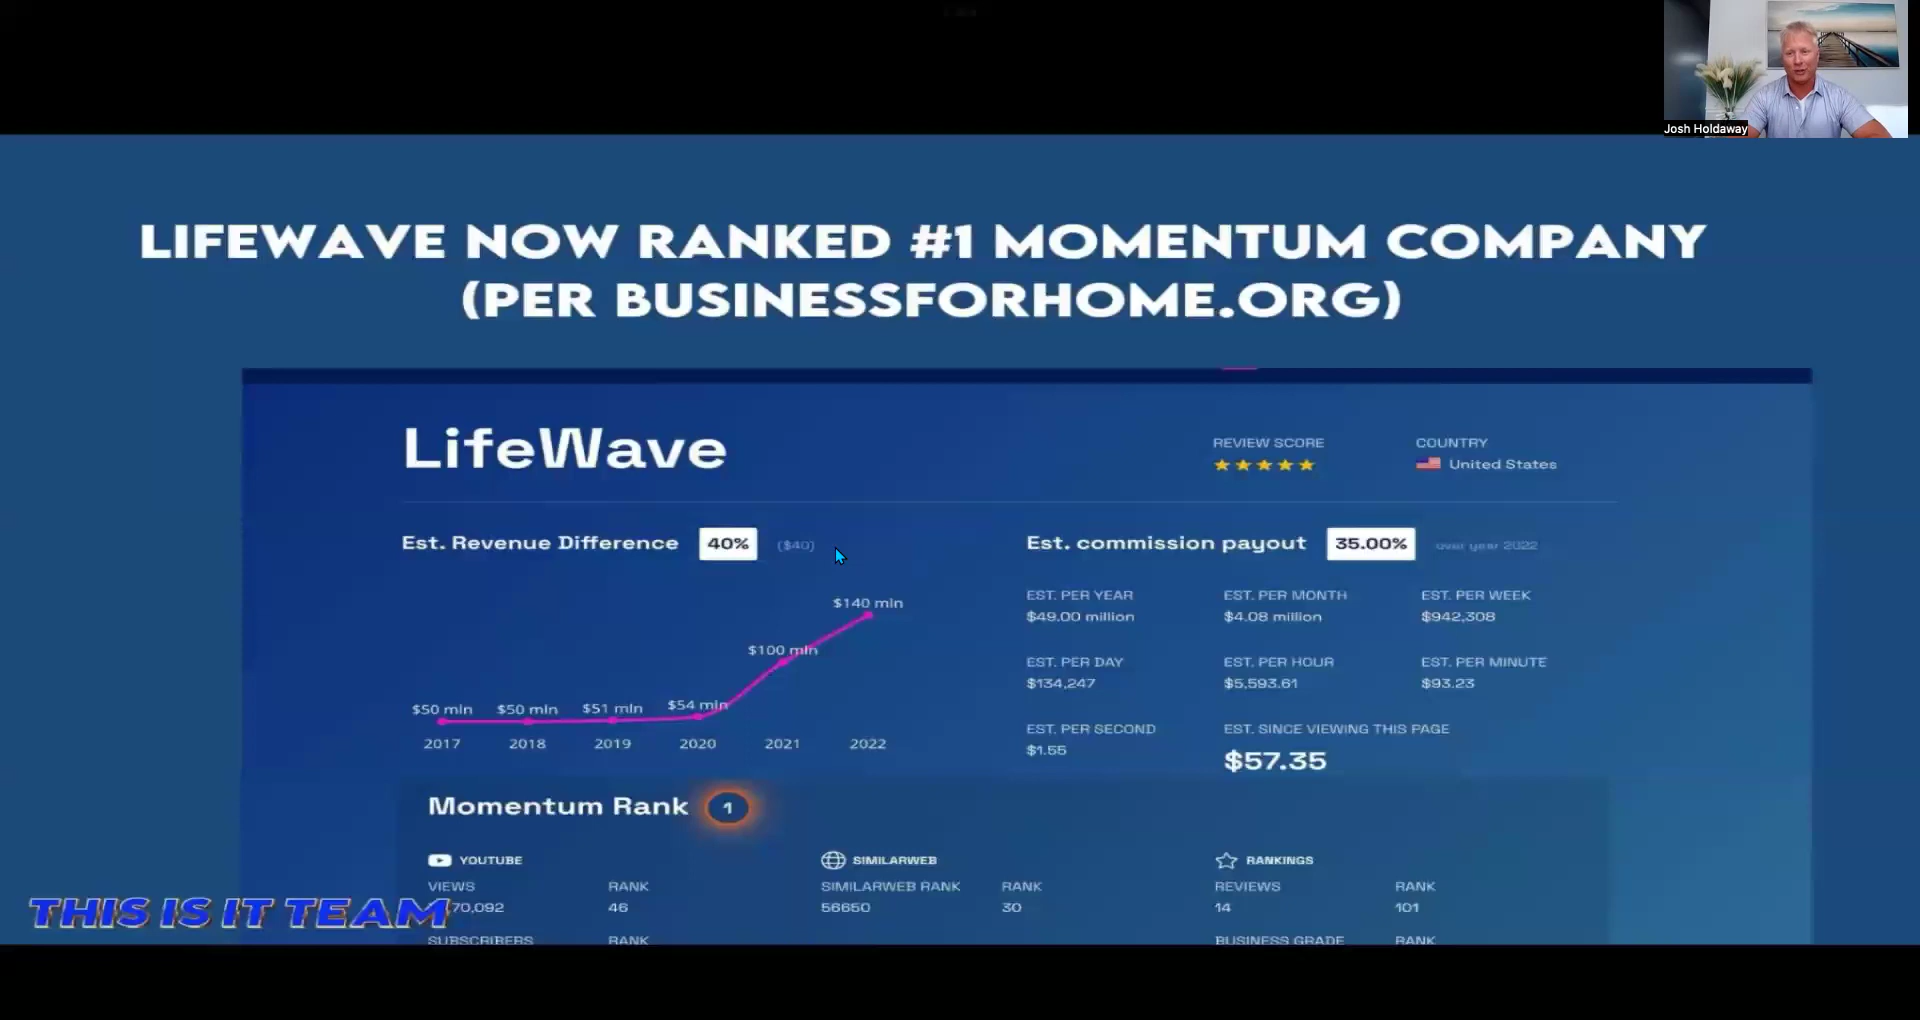 Josh Holdaway
LIFEWAVE NOW RANKED #1 MOMENTUM COMPANY
(PER BUSINESSFORHOME.ORG)
LifeWave
REVIEW SCORE
COUNTRY
United States
Est. Revenue Difference 40% ($40)
$140 mln
$100 mln
$50 mln $50 mln $51 mln $54 mln
2017 2018 2019 2020 2021 2022
Est. commission payout 35.00% over year 2022
EST. PER YEAR EST. PER MONTH EST. PER WEEK
$49.00 million $4.08 million $942,308
EST. PER DAY EST. PER HOUR EST. PER MINUTE
$134,247 $5,593.61 $93.23
EST. PER SECOND EST. SINCE VIEWING THIS PAGE
$1.55 $57.35
Momentum Rank 1
YOUTUBE SIMILARWEB RANKINGS
VIEWS RANK SIMILARWEB RANK RANK REVIEWS RANK
70,092 46 56650 30 14 101
THIS IS IT TEAM
SUBSCRIBERS RANK BUSINESS GRADE RANK